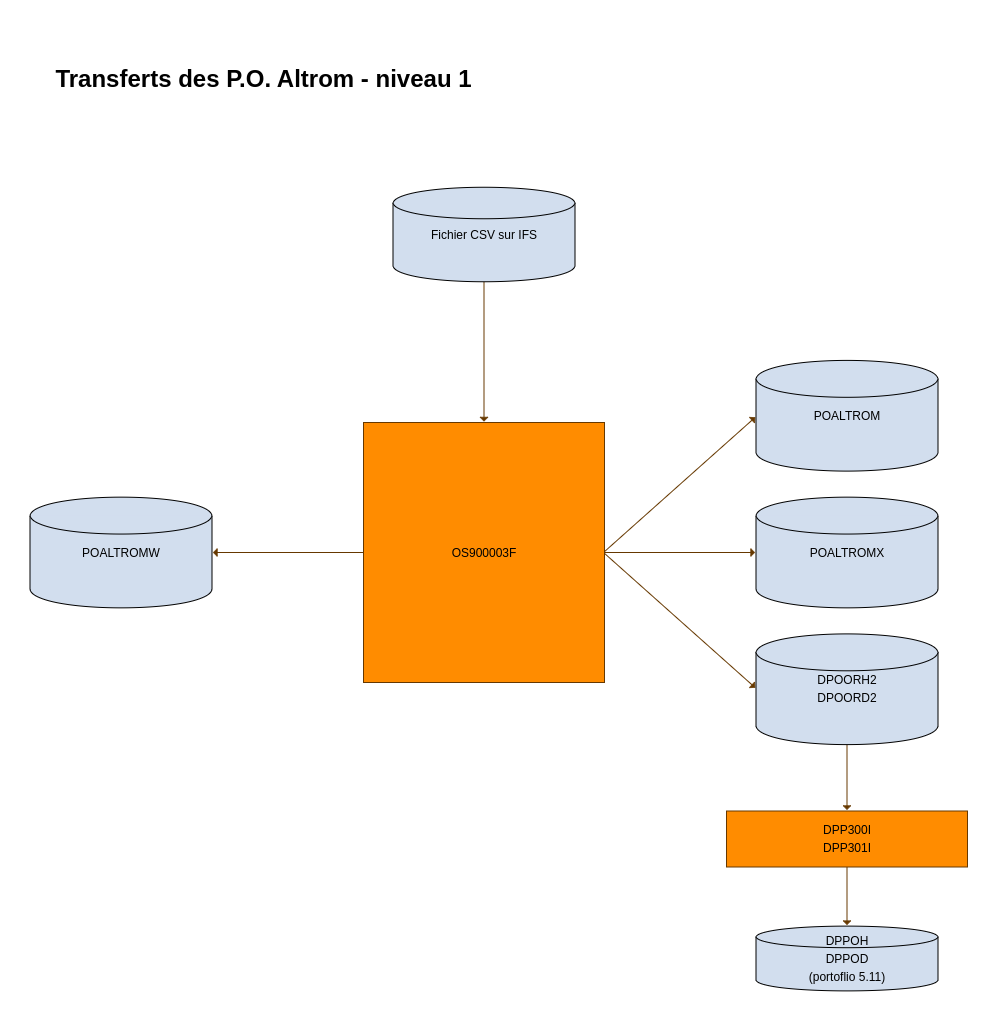 Transferts des P.O. Altrom - niveau 1
Fichier CSV sur IFS
POALTROM
POALTROMW
OS900003F
POALTROMX
DPOORH2
DPOORD2
DPP300I
DPP301I
DPPOH
DPPOD
(portoflio 5.11)